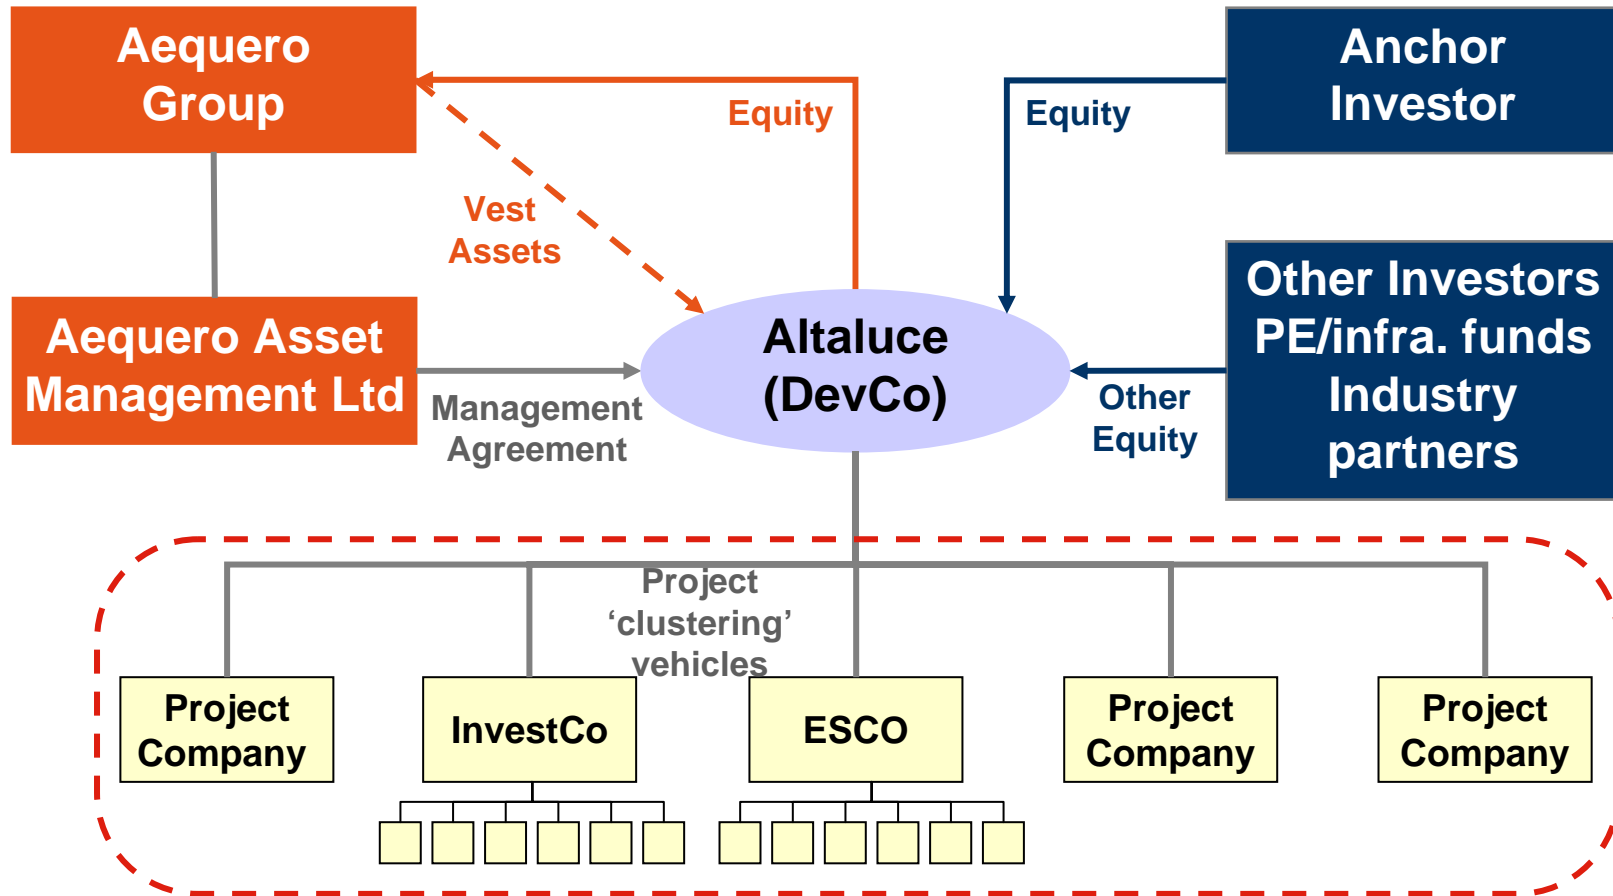 Aequero
Group
Equity
Equity
Anchor
Investor
Vest
Assets
Aequero Asset
Management Ltd
Management
Agreement
Altaluce
(DevCo)
Other
Equity
Other Investors
PE/infra. funds
Industry
partners
Project
‘clustering’
vehicles
Project
Company
InvestCo
ESCO
Project
Company
Project
Company